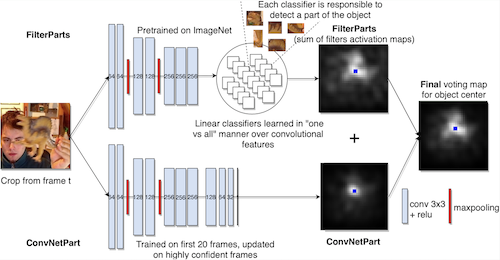 Each classifier is responsible to
detect a part of the object
FilterParts
Pretrained on ImageNet
FilterParts
(sum of filters activation maps)
64 64
128 128
256 256 256
Linear classifiers learned in "one
vs all" manner over convolutional
features
Final voting map
for object center
Crop from frame t
+
64 64
128 128
256 256 256
128
64
32
conv 3x3
+ relu
maxpooling
ConvNetPart
Trained on first 20 frames, updated
on highly confident frames
ConvNetPart